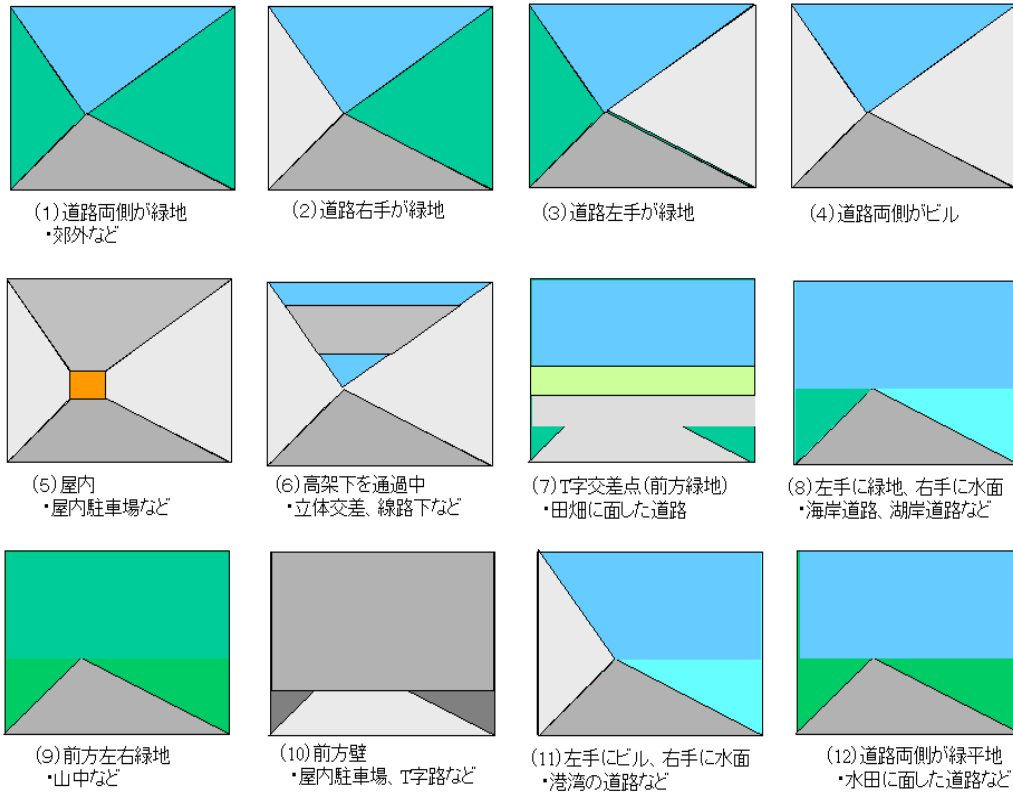 (1)道路両側が緑地
・郊外など
(2)道路右手が緑地
(3)道路左手が緑地
(4)道路両側がビル
(5)屋内
・屋内駐車場など
(6)高架下を通過中
・立体交差、線路下など
(7)T字交差点(前方緑地)
・田畑に面した道路
(8)左手に緑地、右手に水面
・海岸道路、湖岸道路など
(9)前方左右緑地
・山中など
(10)前方壁
・屋内駐車場、T字路など
(11)左手にビル、右手に水面
・港湾の道路など
(12)道路両側が緑平地
・水田に面した道路など